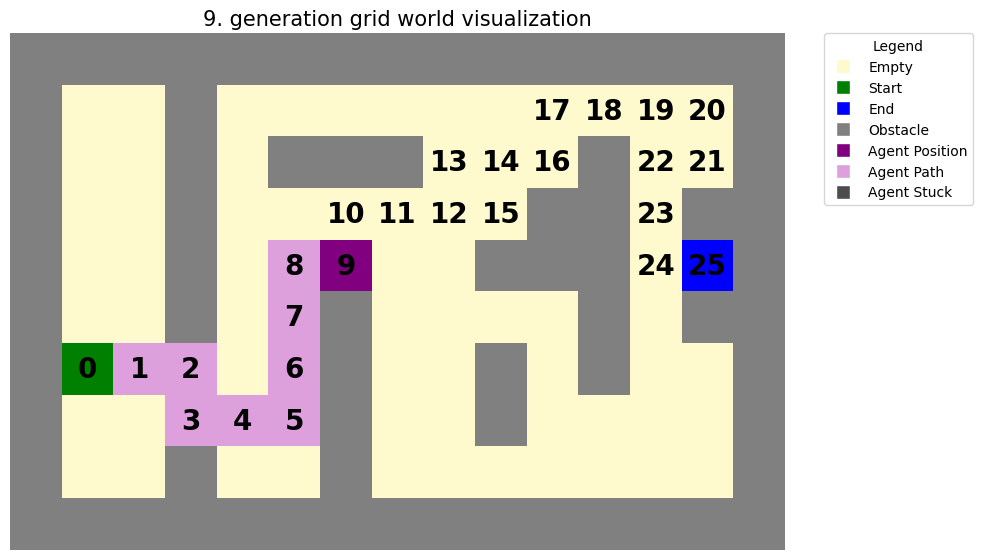 9. generation grid world visualization
Legend
Empty
Start
End
Obstacle
Agent Position
Agent Path
Agent Stuck
17 18 19 20
13 14 16 22 21
10 11 12 15 23
8 9 24 25
7
0 1 2 6
3 4 5